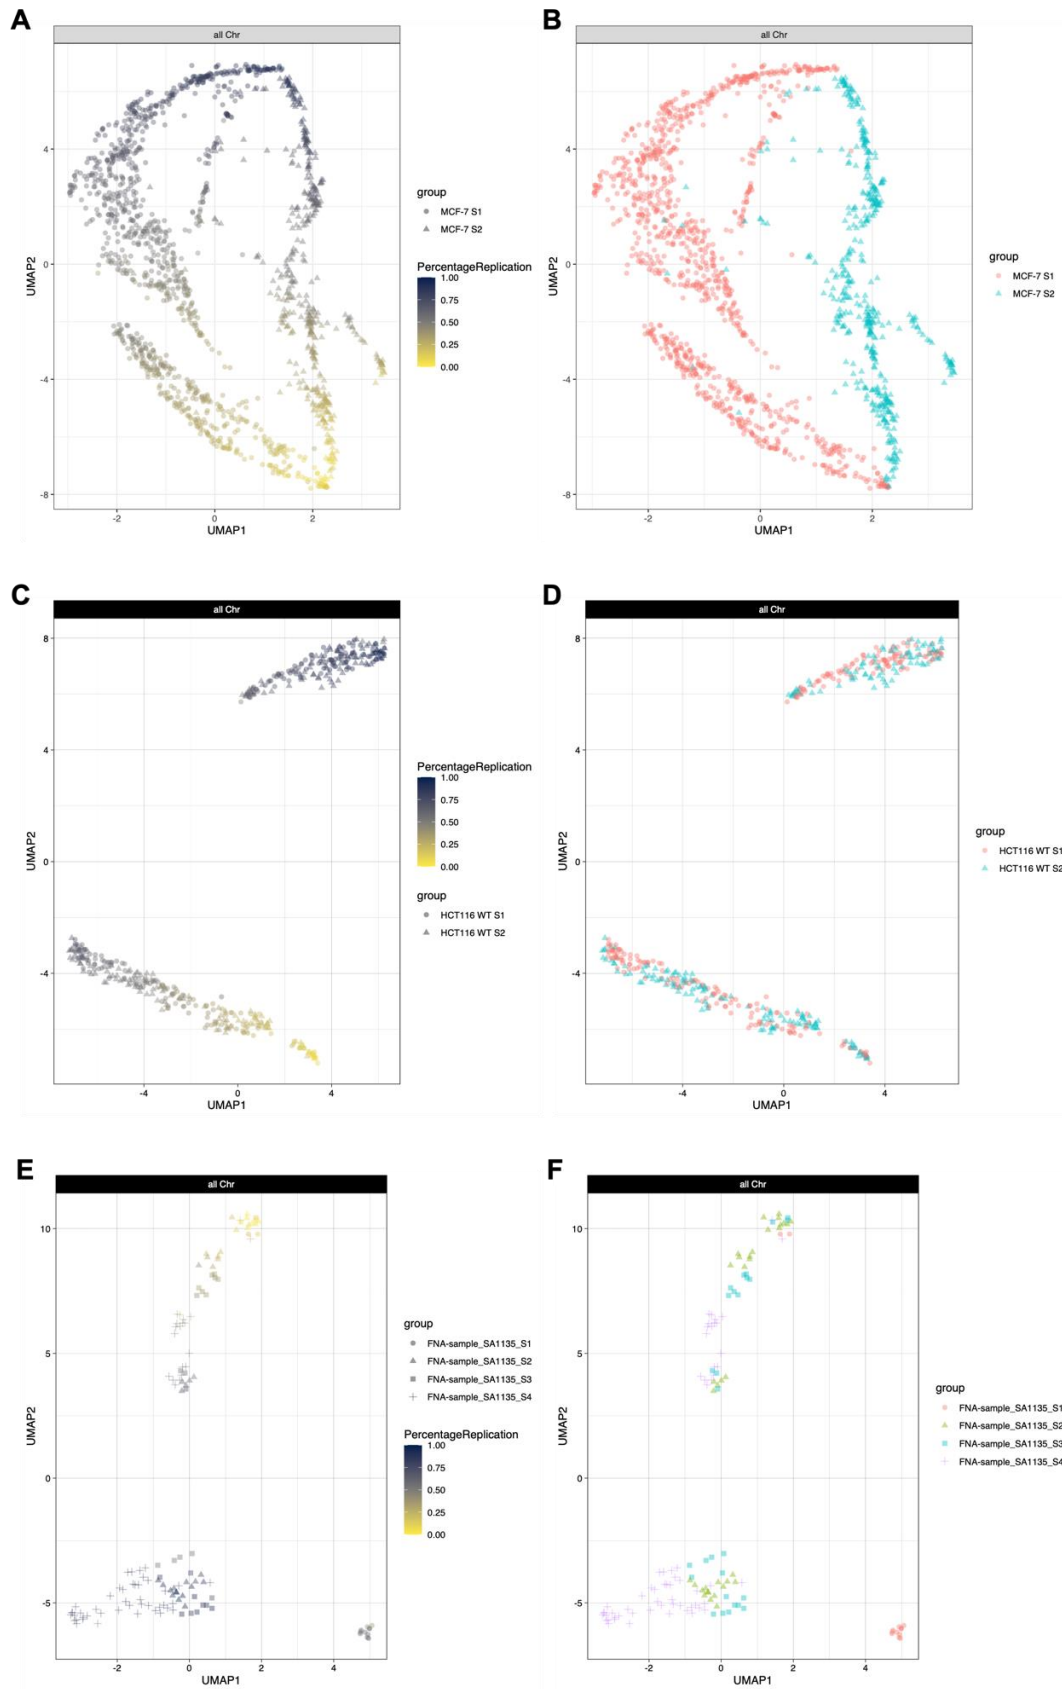 A
all Chr
4
0
-4
-8
UMAP2
-2
0
2
UMAP1
group
MCF-7 S1
MCF-7 S2
PercentageReplication
1.00
0.75
0.50
0.25
0.00
B
all Chr
4
0
-4
-8
UMAP2
-2
0
2
UMAP1
group
MCF-7 S1
MCF-7 S2
C
all Chr
8
4
0
-4
UMAP2
-4
0
4
UMAP1
PercentageReplication
1.00
0.75
0.50
0.25
0.00
group
HCT116 WT S1
HCT116 WT S2
D
all Chr
8
4
0
-4
UMAP2
-4
0
4
UMAP1
group
HCT116 WT S1
HCT116 WT S2
E
all Chr
10
5
0
-5
UMAP2
-2
0
2
4
UMAP1
group
FNA-sample_SA1135_S1
FNA-sample_SA1135_S2
FNA-sample_SA1135_S3
FNA-sample_SA1135_S4
PercentageReplication
1.00
0.75
0.50
0.25
0.00
F
all Chr
10
5
0
-5
UMAP2
-2
0
2
4
UMAP1
group
FNA-sample_SA1135_S1
FNA-sample_SA1135_S2
FNA-sample_SA1135_S3
FNA-sample_SA1135_S4